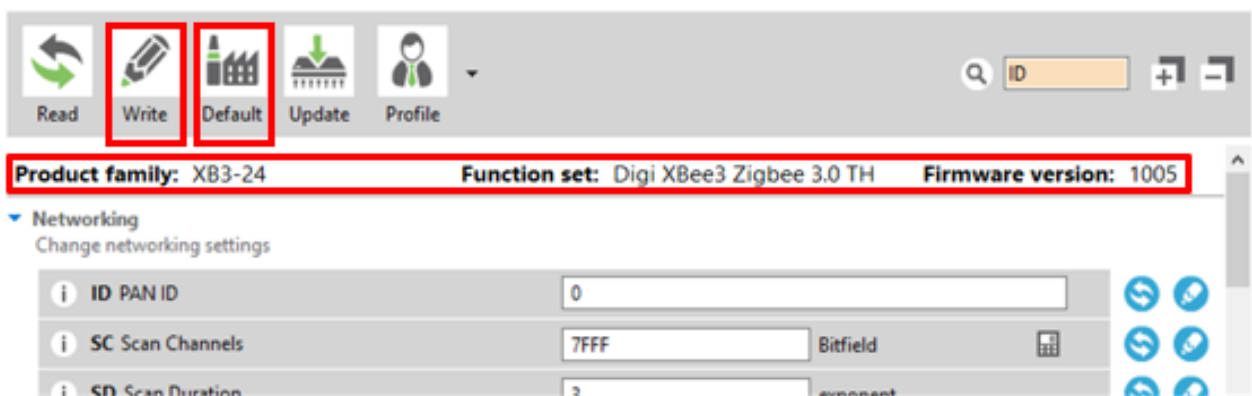 ID
Read Write Default Update Profile
Product family: XB3-24 Function set: Digi XBee3 Zigbee 3.0 TH Firmware version: 1005
Networking
Change networking settings
i ID PAN ID 0
i SC Scan Channels 7FFF Bitfield
i SD Scan Duration 3 exponent